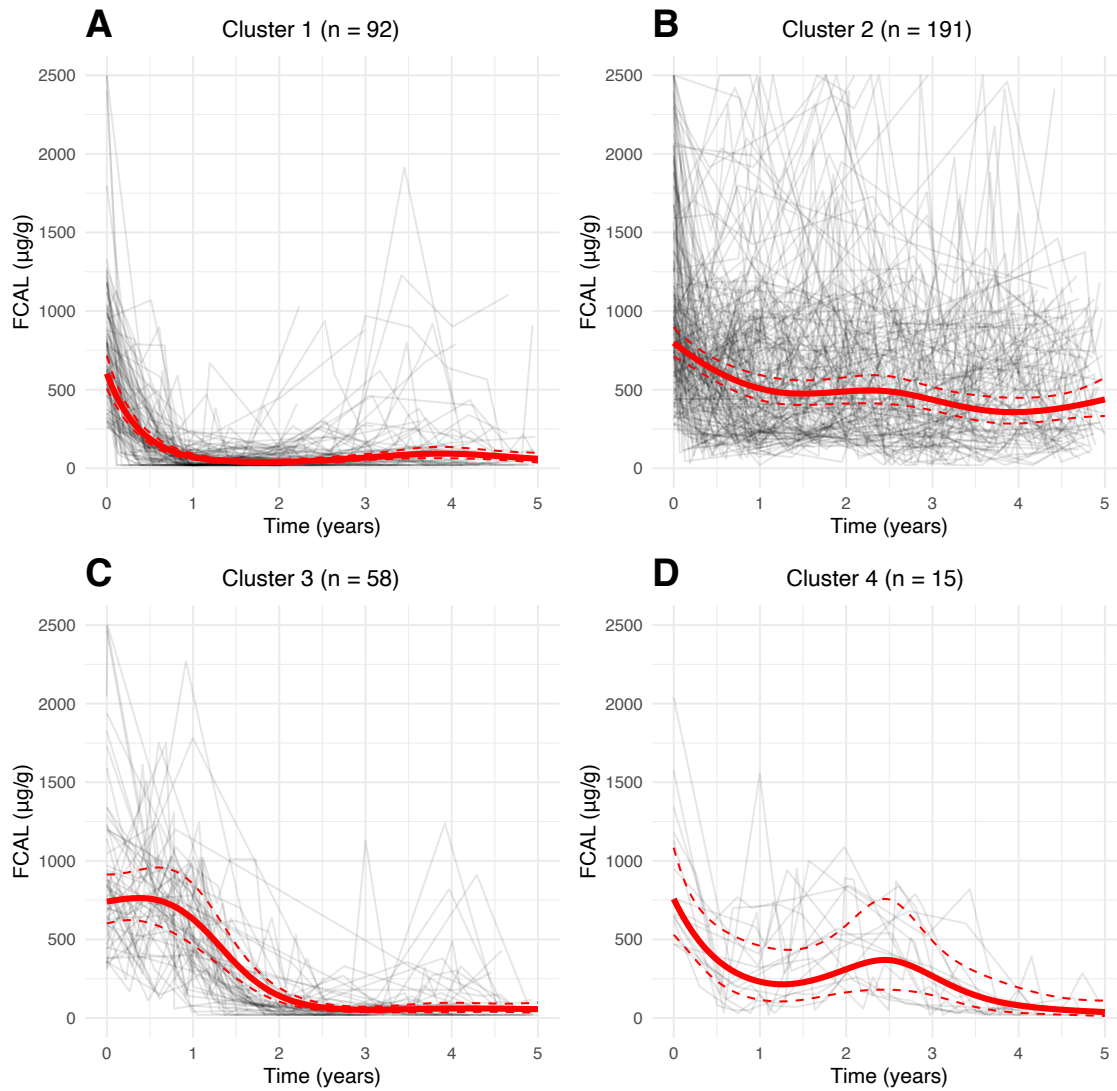 A
Cluster 1 (n = 92)
FCAL (µg/g)
2500
2000
1500
1000
500
0
0 1 2 3 4 5
Time (years)
B
Cluster 2 (n = 191)
FCAL (µg/g)
2500
2000
1500
1000
500
0
0 1 2 3 4 5
Time (years)
C
Cluster 3 (n = 58)
FCAL (µg/g)
2500
2000
1500
1000
500
0
0 1 2 3 4 5
Time (years)
D
Cluster 4 (n = 15)
FCAL (µg/g)
2500
2000
1500
1000
500
0
0 1 2 3 4 5
Time (years)